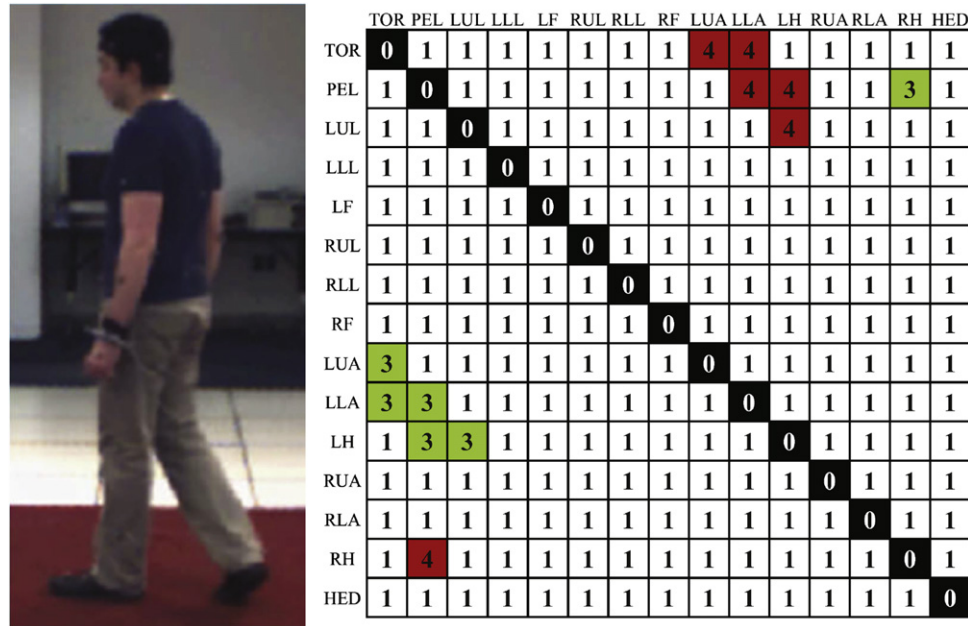 TOR PEL LUL LLL LF RUL RLL RF LUA LLA LH RUA RLA RH HED
TOR 0 1 1 1 1 1 1 1 4 4 1 1 1 1 1
PEL 1 0 1 1 1 1 1 1 1 4 4 1 1 3 1
LUL 1 1 0 1 1 1 1 1 1 1 4 1 1 1 1
LLL 1 1 1 0 1 1 1 1 1 1 1 1 1 1 1
LF 1 1 1 1 0 1 1 1 1 1 1 1 1 1 1
RUL 1 1 1 1 1 0 1 1 1 1 1 1 1 1 1
RLL 1 1 1 1 1 1 0 1 1 1 1 1 1 1 1
RF 1 1 1 1 1 1 1 0 1 1 1 1 1 1 1
LUA 3 1 1 1 1 1 1 1 0 1 1 1 1 1 1
LLA 3 3 1 1 1 1 1 1 1 0 1 1 1 1 1
LH 1 3 3 1 1 1 1 1 1 1 0 1 1 1 1
RUA 1 1 1 1 1 1 1 1 1 1 1 0 1 1 1
RLA 1 1 1 1 1 1 1 1 1 1 1 1 0 1 1
RH 1 4 1 1 1 1 1 1 1 1 1 1 1 0 1
HED 1 1 1 1 1 1 1 1 1 1 1 1 1 1 0